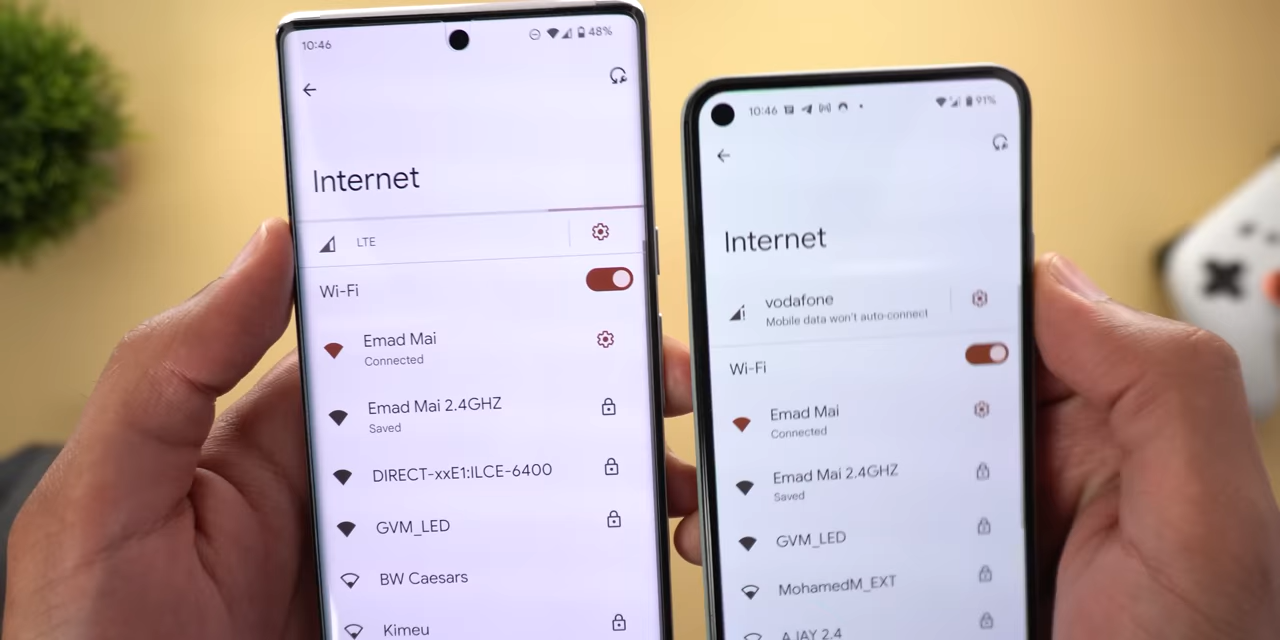 10:46
48%
Internet
LTE
Wi-Fi
Emad Mai
Connected
Emad Mai 2.4GHZ
Saved
DIRECT-xxE1:ILCE-6400
GVM_LED
BW Caesars
Kimeu
10:46
91%
Internet
vodafone
Mobile data won't auto-connect
Wi-Fi
Emad Mai
Connected
Emad Mai 2.4GHZ
Saved
GVM_LED
MohamedM_EXT
AJAY 2.4